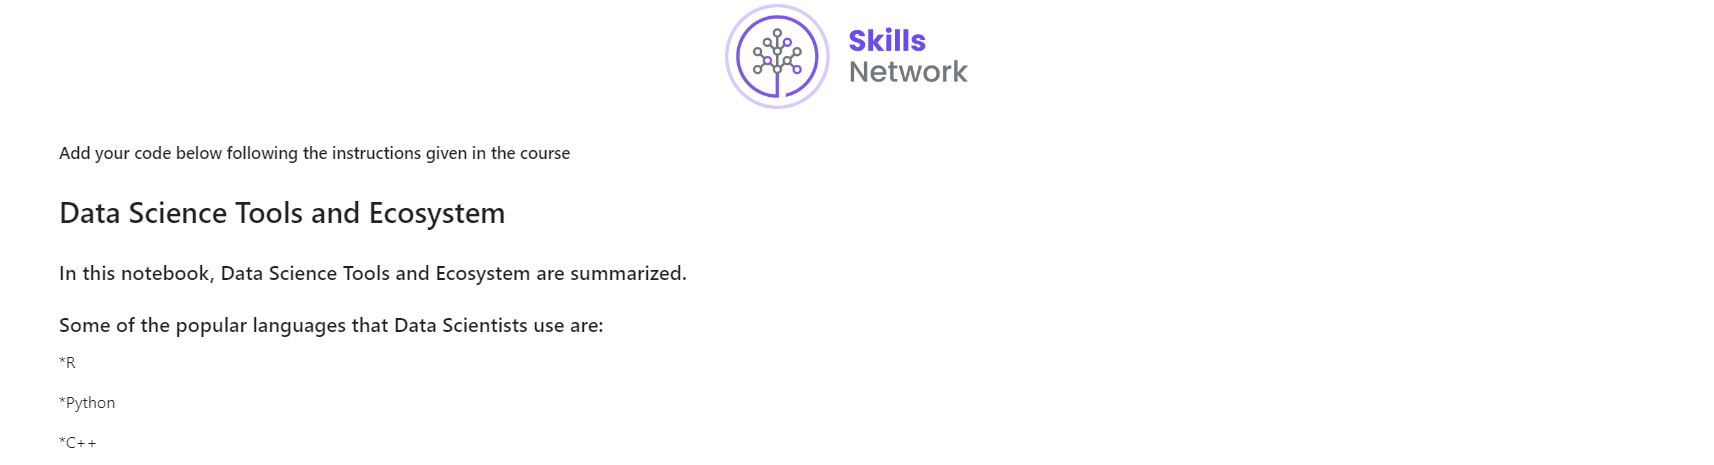 Skills
Network
Add your code below following the instructions given in the course
Data Science Tools and Ecosystem
In this notebook, Data Science Tools and Ecosystem are summarized.
Some of the popular languages that Data Scientists use are:
*R
*Python
*C++